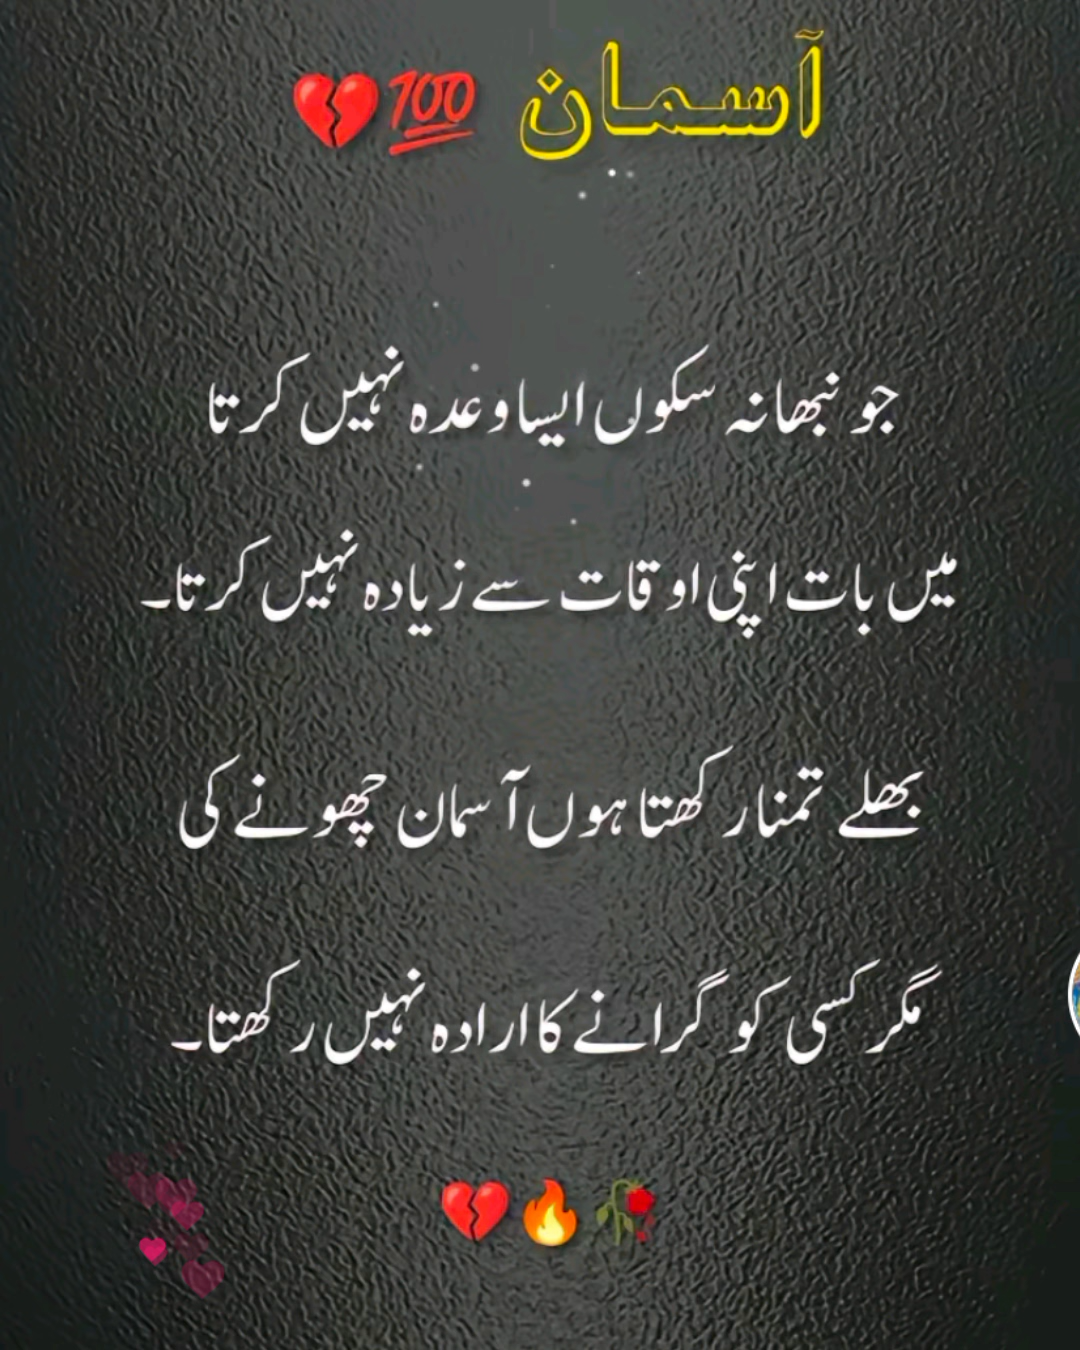 آسمان 💯💔
جو نبھا نہ سکوں ایسا وعدہ نہیں کرتا
میں بات اپنی اوقات سے زیادہ نہیں کرتا۔
بھلے تمنا رکھتا ہوں آسمان چھونے کی
مگر کسی کو گرانے کا ارادہ نہیں رکھتا۔
🥀🔥💔